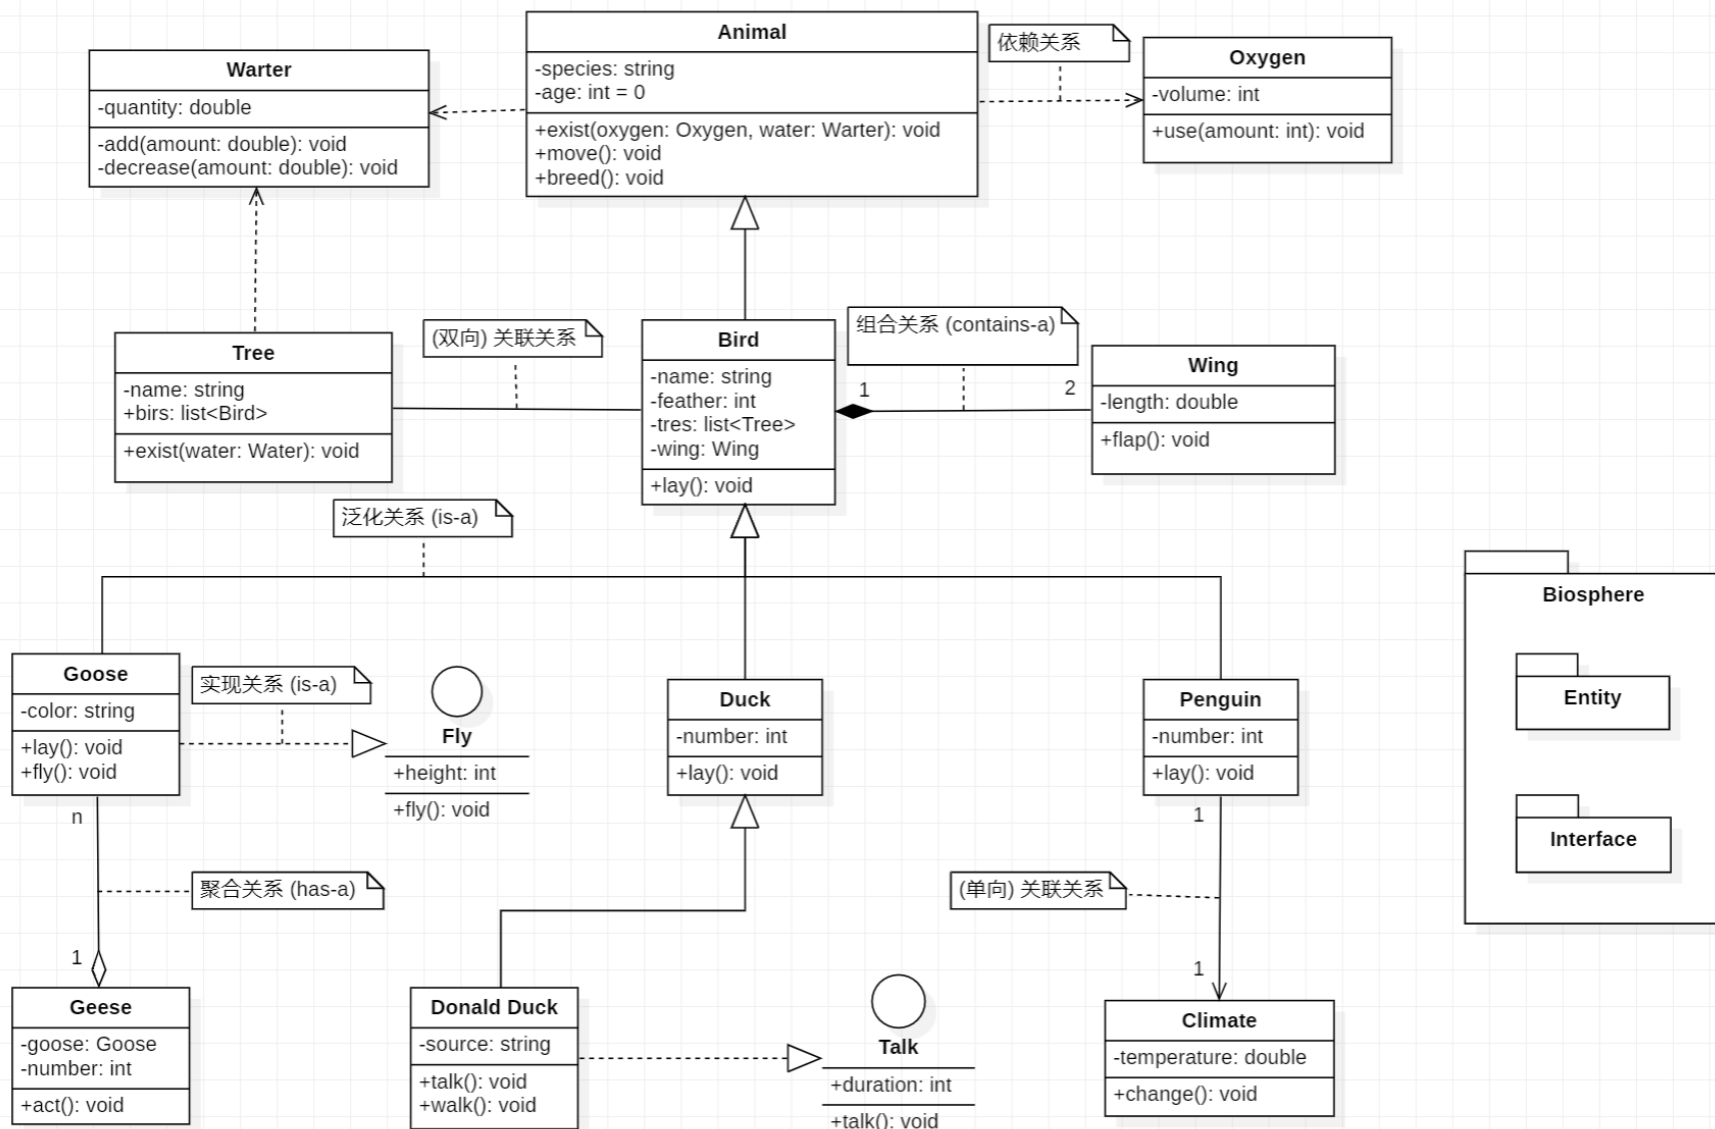 Animal
-species: string
-age: int = 0
+exist(oxygen: Oxygen, water: Warter): void
+move(): void
+breed(): void
依赖关系
Oxygen
-volume: int
+use(amount: int): void
Warter
-quantity: double
-add(amount: double): void
-decrease(amount: double): void
Tree
-name: string
+birs: list<Bird>
+exist(water: Water): void
(双向) 关联关系
Bird
-name: string
-feather: int
-tres: list<Tree>
-wing: Wing
+lay(): void
组合关系 (contains-a)
1
2
Wing
-length: double
+flap(): void
泛化关系 (is-a)
Biosphere
Entity
Interface
Goose
-color: string
+lay(): void
+fly(): void
实现关系 (is-a)
Fly
+height: int
+fly(): void
Duck
-number: int
+lay(): void
Penguin
-number: int
+lay(): void
n
聚合关系 (has-a)
1
1
(单向) 关联关系
1
Geese
-goose: Goose
-number: int
+act(): void
Donald Duck
-source: string
+talk(): void
+walk(): void
Talk
+duration: int
+talk(): void
Climate
-temperature: double
+change(): void